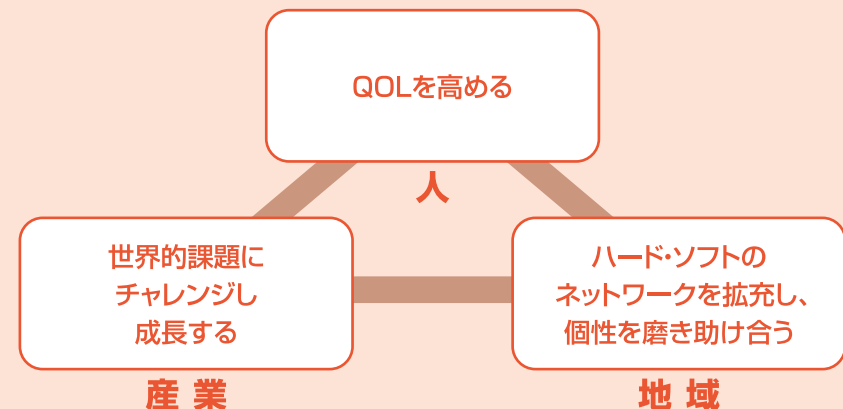 QOLを高める
人
世界的課題に
チャレンジし
成長する
産業
ハード・ソフトの
ネットワークを拡充し、
個性を磨き助け合う
地域